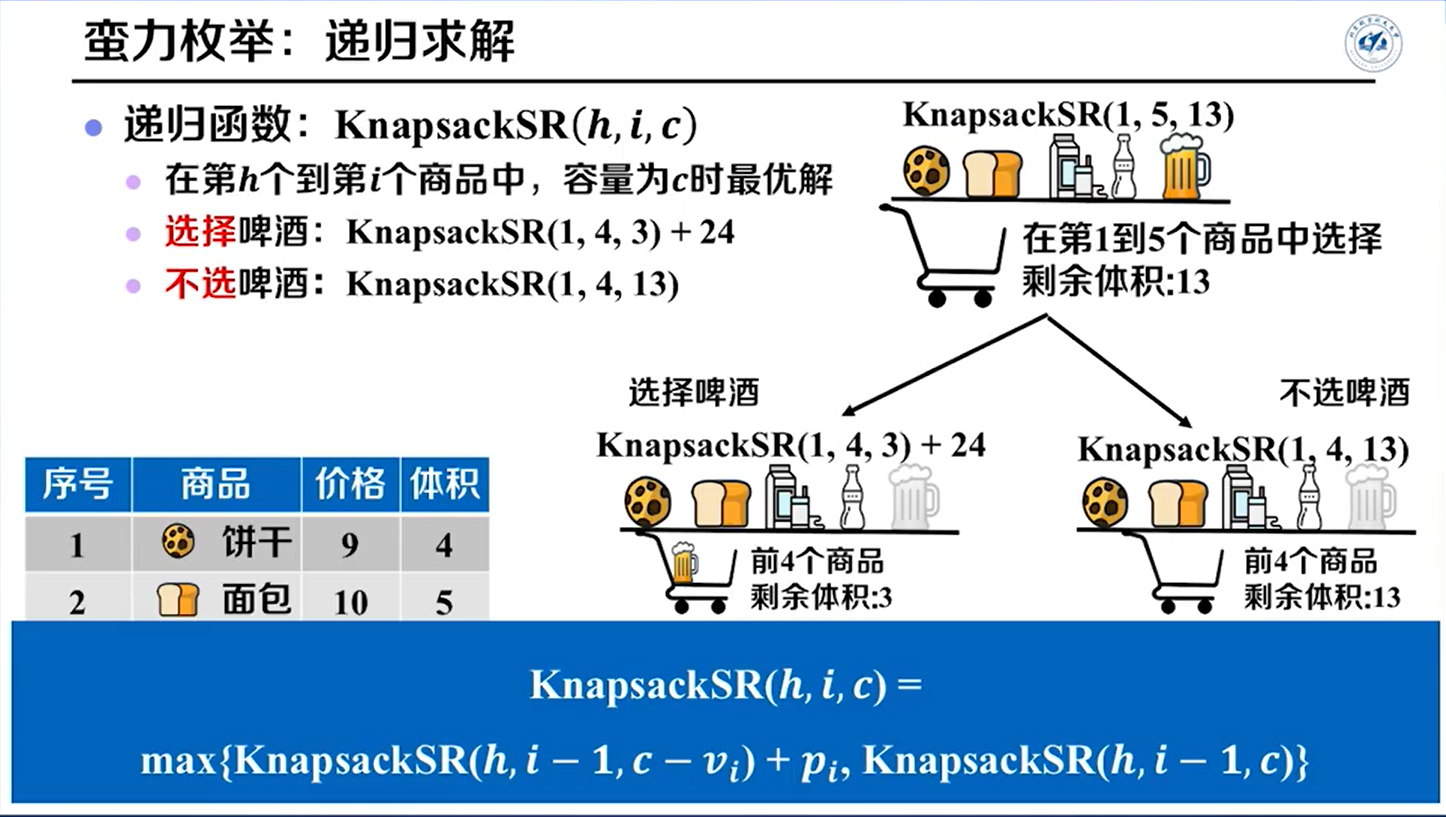 蛮力枚举：递归求解
递归函数：KnapsackSR(h, i, c)
在第h个到第i个商品中，容量为c时最优解
选择啤酒：KnapsackSR(1, 4, 3) + 24
不选啤酒：KnapsackSR(1, 4, 13)
KnapsackSR(1, 5, 13)
在第1到5个商品中选择
剩余体积:13
选择啤酒
KnapsackSR(1, 4, 3) + 24
前4个商品
剩余体积:3
不选啤酒
KnapsackSR(1, 4, 13)
前4个商品
剩余体积:13
序号 商品 价格 体积
1 饼干 9 4
2 面包 10 5
KnapsackSR(h, i, c) =
max{KnapsackSR(h, i − 1, c − vᵢ) + pᵢ, KnapsackSR(h, i − 1, c)}